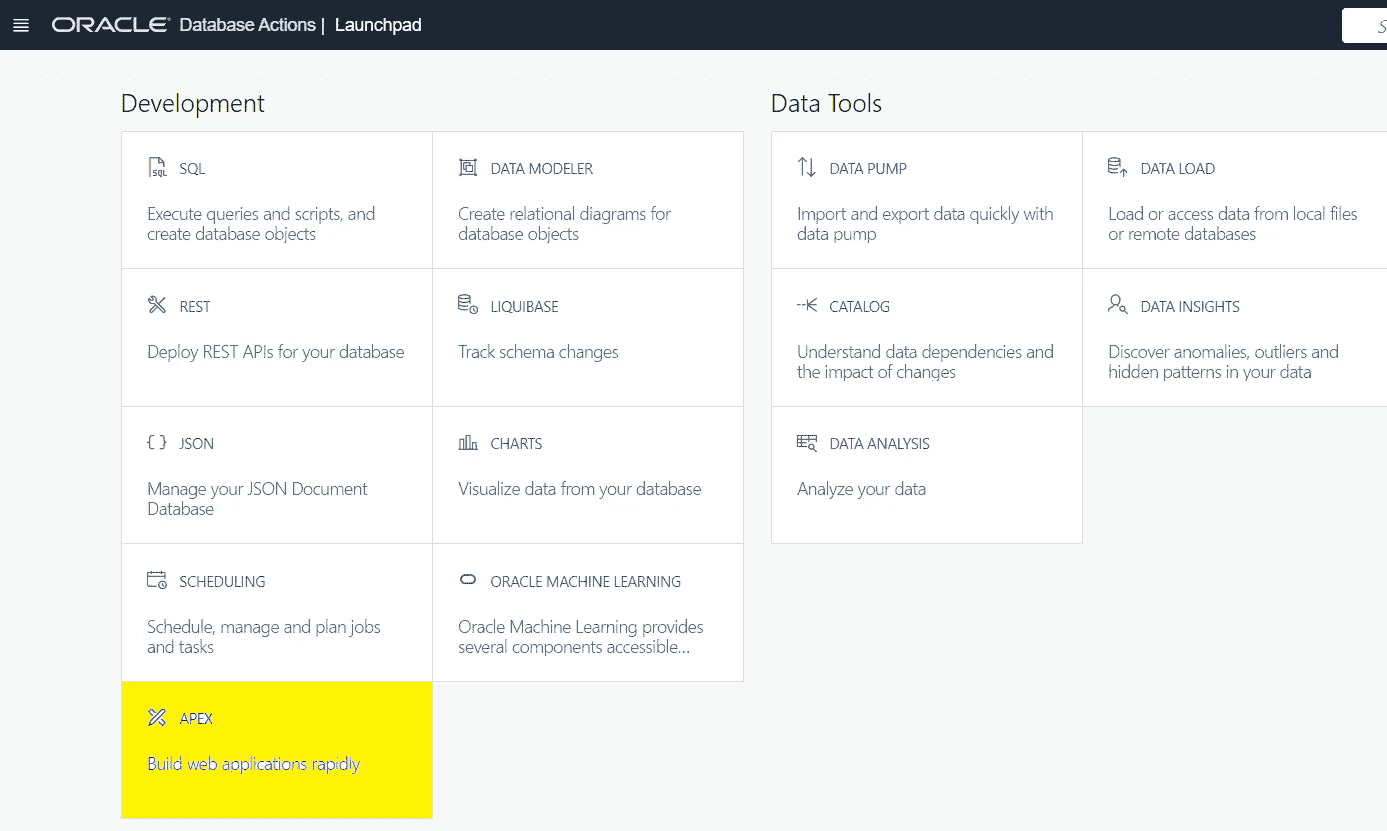 ORACLE Database Actions | Launchpad
S
Development
SQL
Execute queries and scripts, and
create database objects
DATA MODELER
Create relational diagrams for
database objects
REST
Deploy REST APIs for your database
LIQUIBASE
Track schema changes
{ } JSON
Manage your JSON Document
Database
CHARTS
Visualize data from your database
SCHEDULING
Schedule, manage and plan jobs
and tasks
ORACLE MACHINE LEARNING
Oracle Machine Learning provides
several components accessible...
APEX
Build web applications rapidly
Data Tools
DATA PUMP
Import and export data quickly with
data pump
DATA LOAD
Load or access data from local files
or remote databases
CATALOG
Understand data dependencies and
the impact of changes
DATA INSIGHTS
Discover anomalies, outliers and
hidden patterns in your data
DATA ANALYSIS
Analyze your data